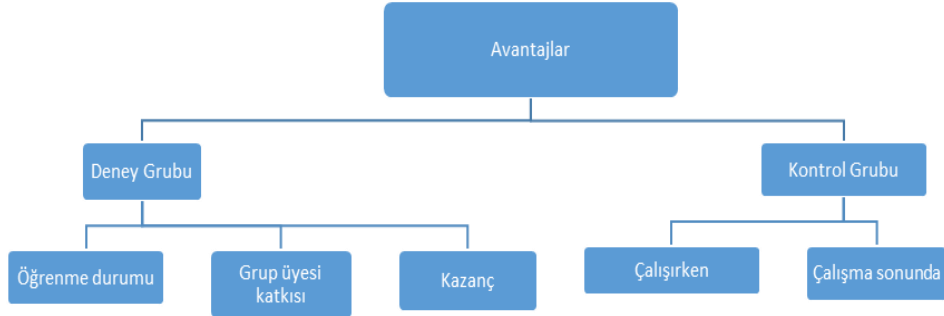 Avantajlar
Deney Grubu
Kontrol Grubu
Öğrenme durumu
Grup üyesi
katkısı
Kazanç
Çalışırken
Çalışma sonunda